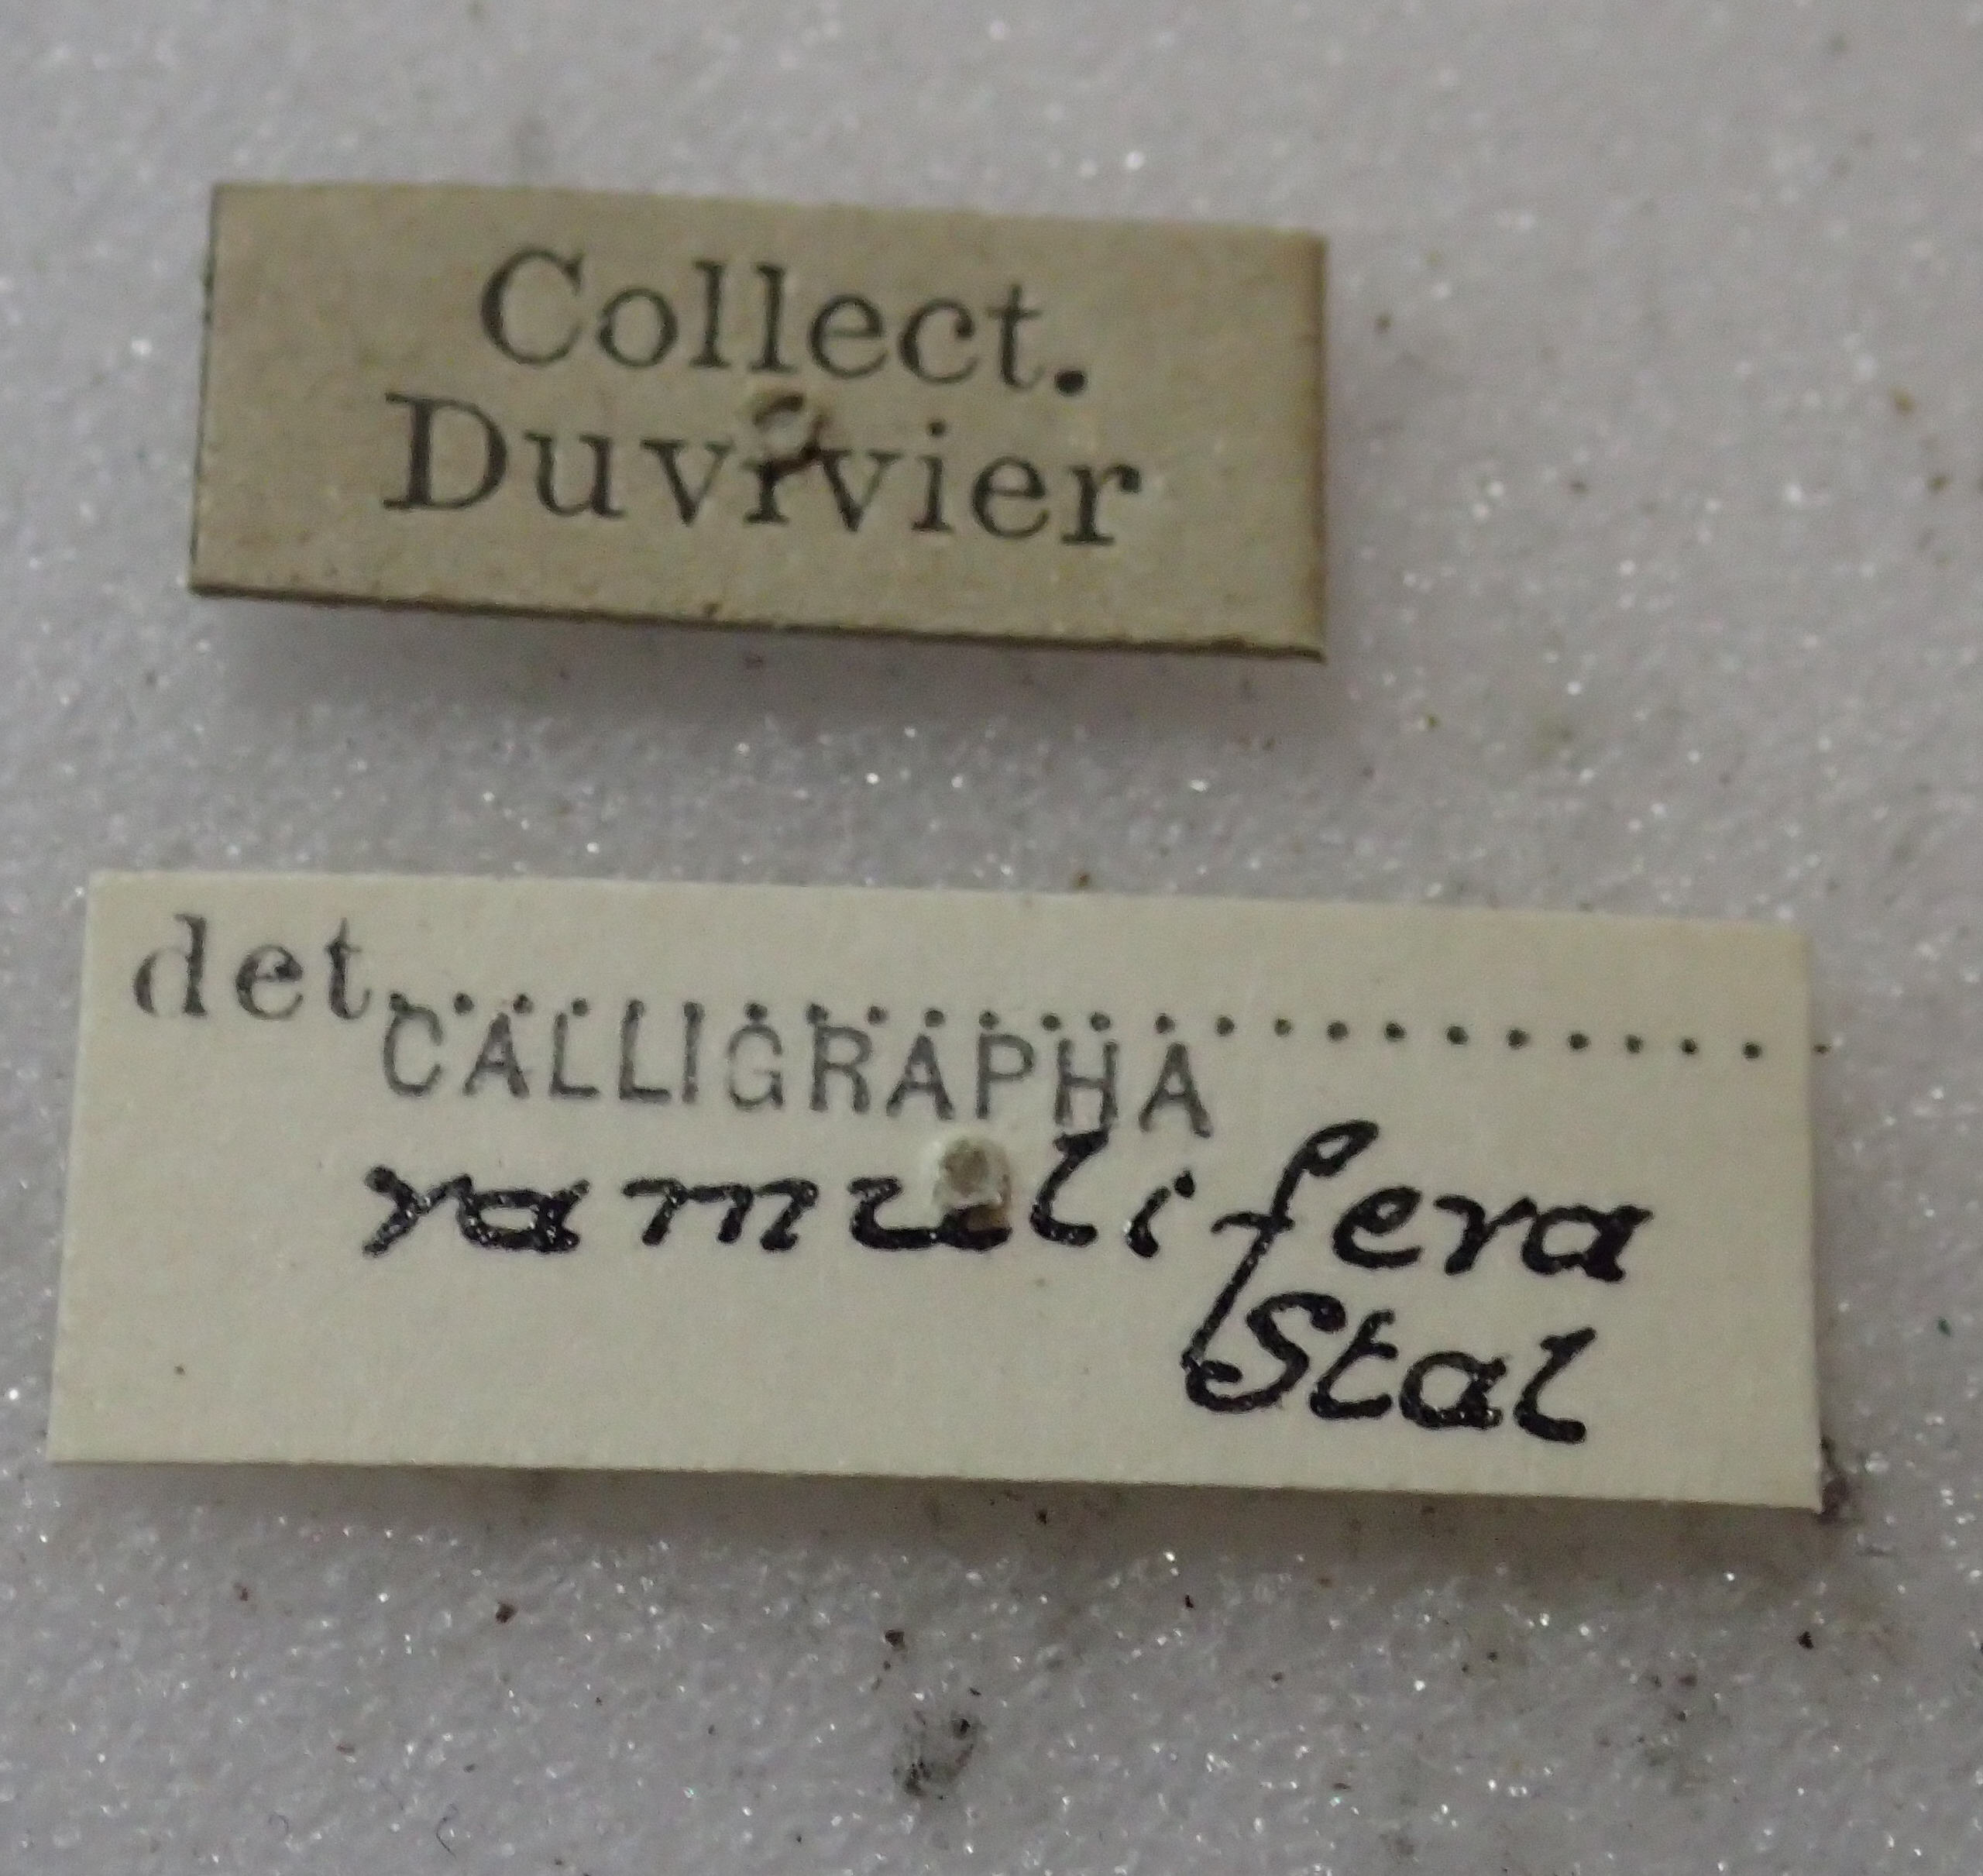 Collect.
Duvivier
det..............................
CALLIGRAPHA
ramulifera
Stal